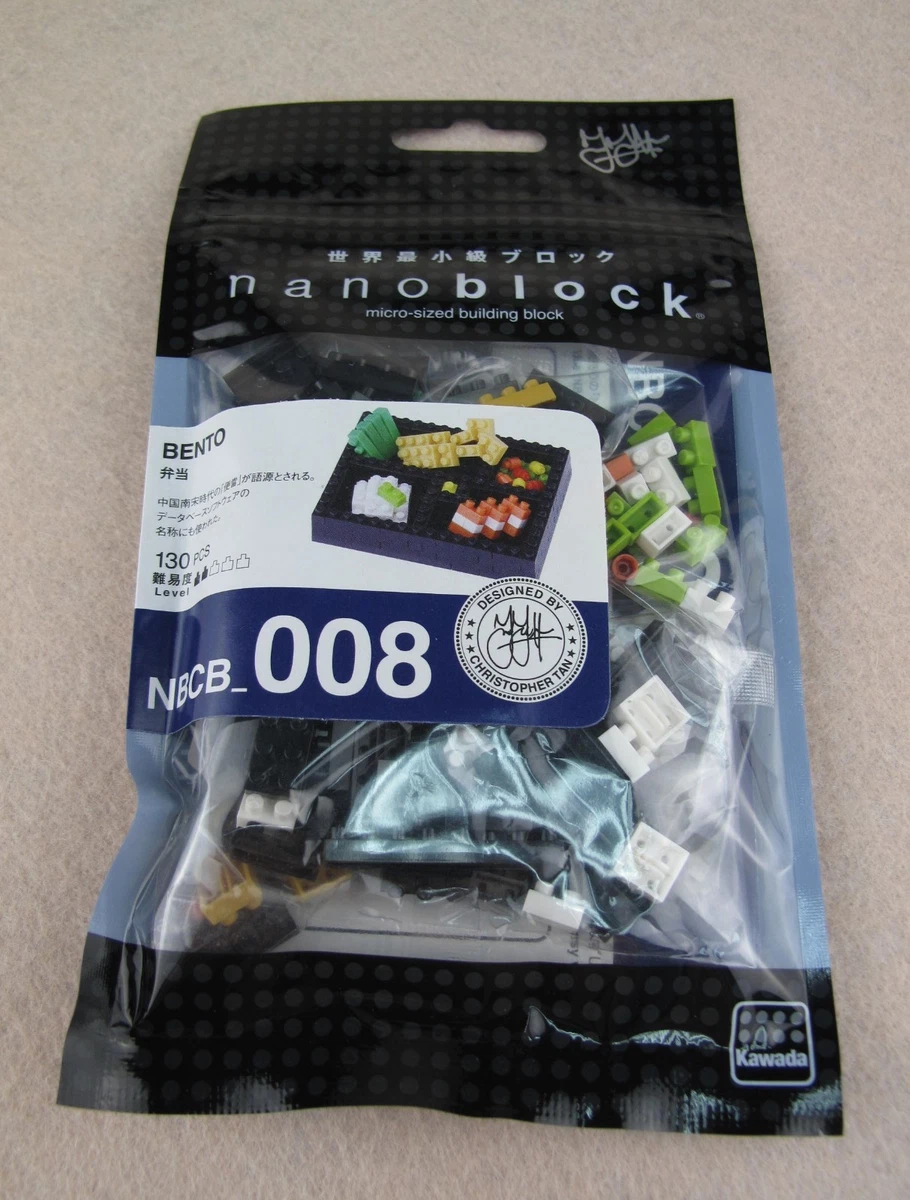 世界最小級ブロック
nanoblock®
micro-sized building block
BENTO
弁当
中国南宋時代の「便當」が語源とされる。
データベースソフトウェアの
名称にも使われた。
130 PCS
難易度
Level
NBCB_008
DESIGNED BY
CHRISTOPHER TAN
Kawada